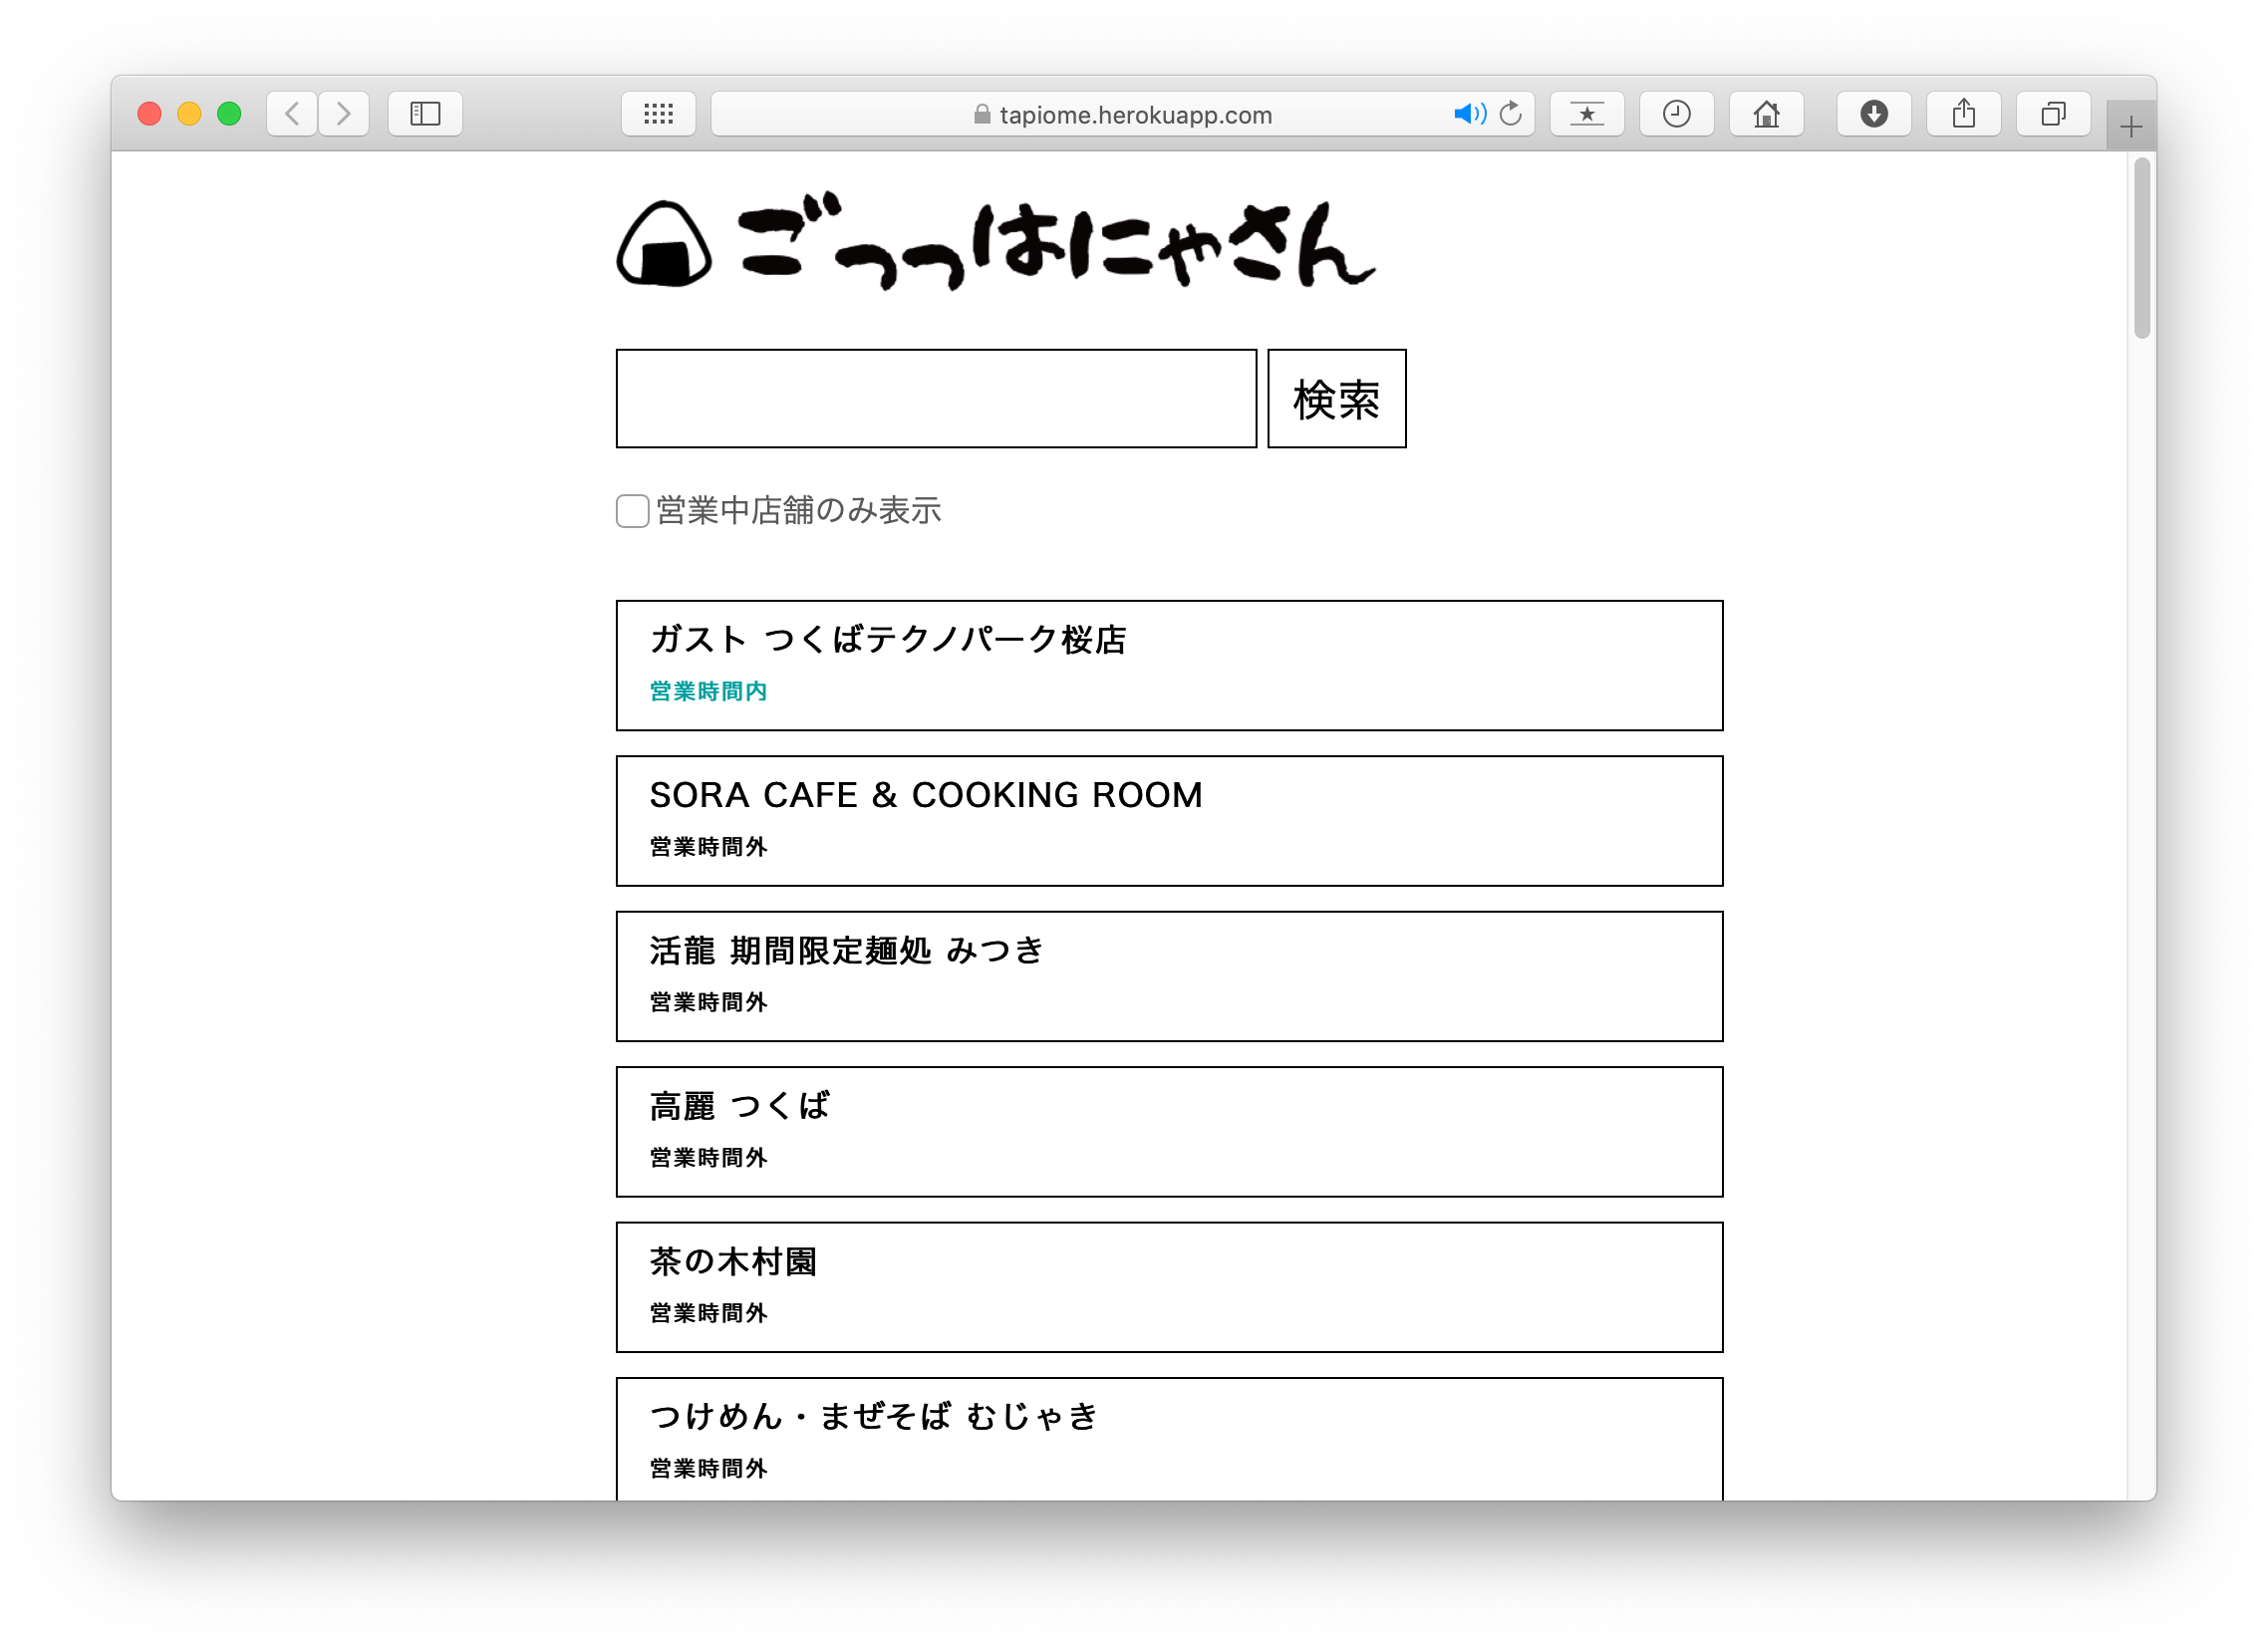 tapiome.herokuapp.com
ごっつはにゃさん
検索
営業中店舗のみ表示
ガスト つくばテクノパーク桜店
営業時間内
SORA CAFE & COOKING ROOM
営業時間外
活龍 期間限定麺処 みつき
営業時間外
高麗 つくば
営業時間外
茶の木村園
営業時間外
つけめん・まぜそば むじゃき
営業時間外